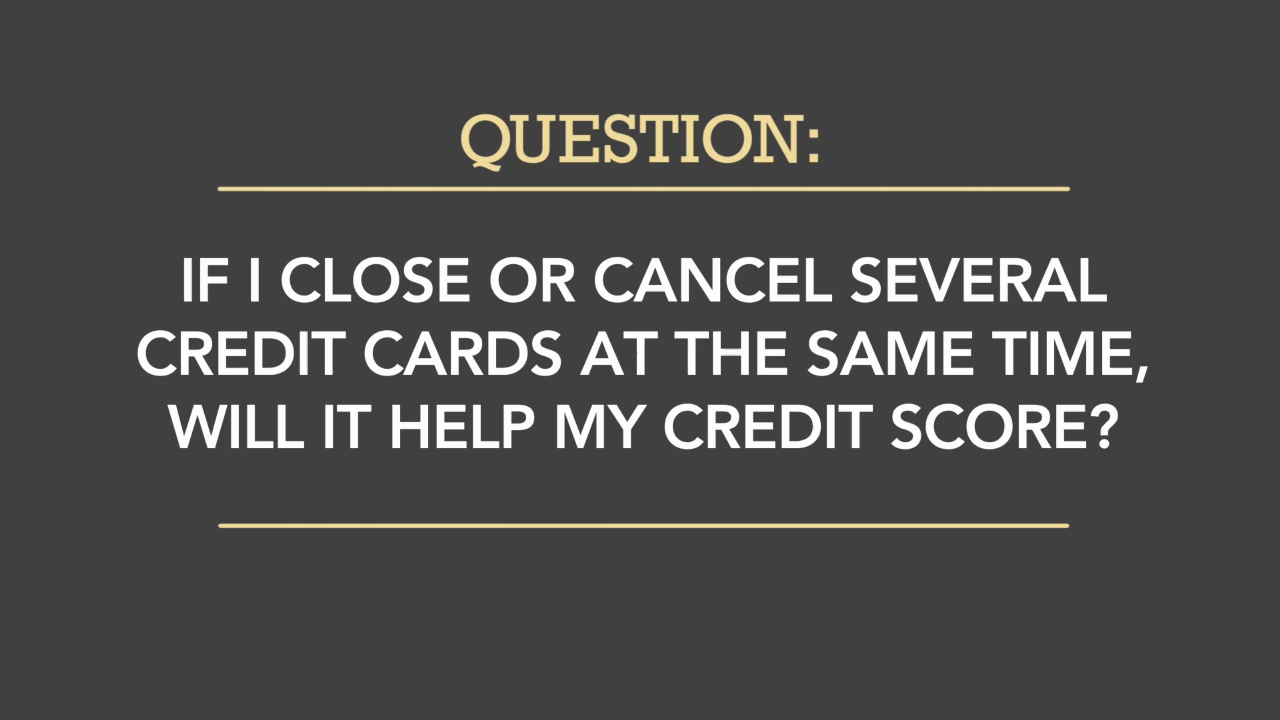 QUESTION:
IF I CLOSE OR CANCEL SEVERAL
CREDIT CARDS AT THE SAME TIME,
WILL IT HELP MY CREDIT SCORE?